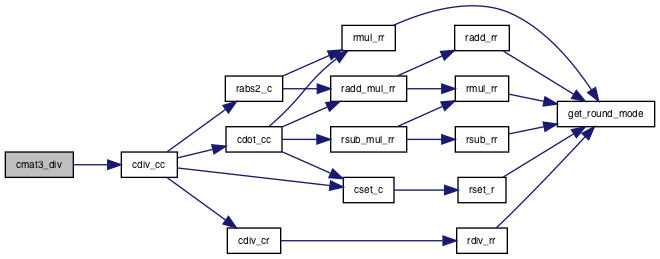 cmat3_div
cdiv_cc
rabs2_c
cdot_cc
cdiv_cr
rmul_rr
radd_mul_rr
rsub_mul_rr
cset_c
radd_rr
rmul_rr
rsub_rr
rset_r
rdiv_rr
get_round_mode